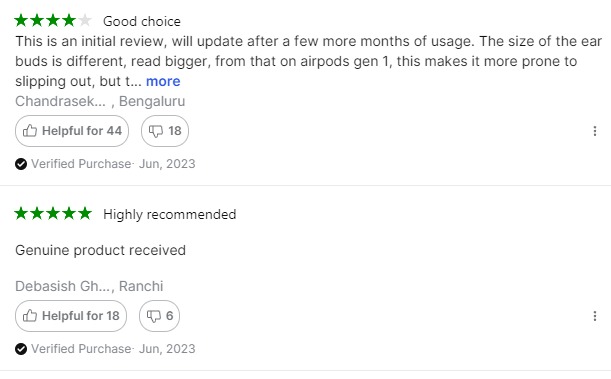 Good choice
This is an initial review, will update after a few more months of usage. The size of the ear
buds is different, read bigger, from that on airpods gen 1, this makes it more prone to
slipping out, but t... more
Chandrasek... , Bengaluru
Helpful for 44 18
Verified Purchase· Jun, 2023
Highly recommended
Genuine product received
Debasish Gh..., Ranchi
Helpful for 18 6
Verified Purchase· Jun, 2023